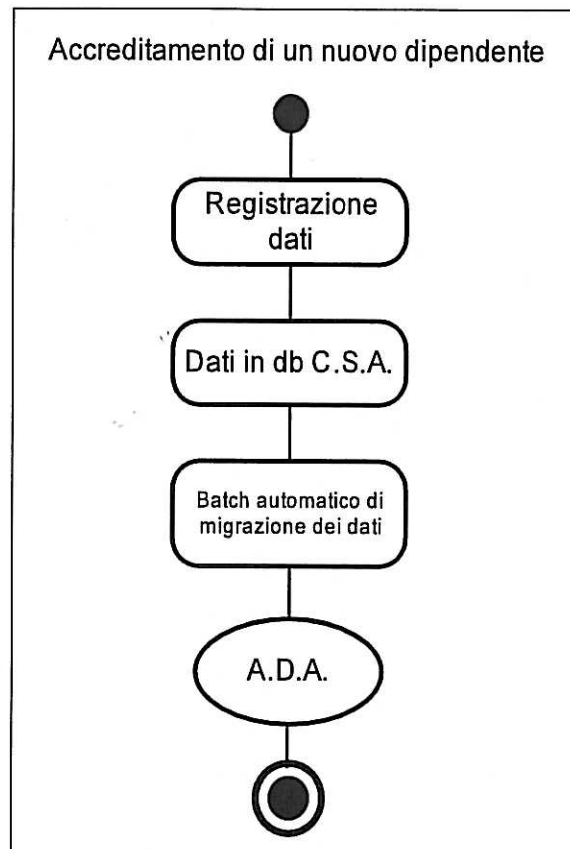 Accreditamento di un nuovo dipendente
Registrazione
dati
Dati in db C.S.A.
Batch automatico di
migrazione dei dati
A.D.A.